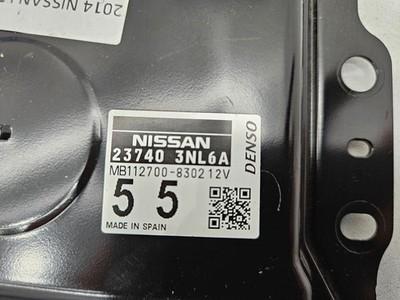 2014 NISSAN
NISSAN
23740 3NL6A
MB112700-8302 12V
5 5
MADE IN SPAIN
DENSO